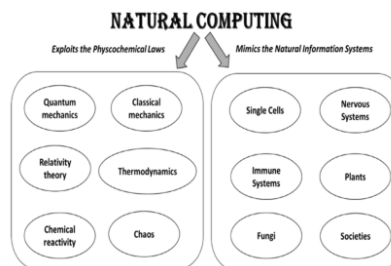 NATURAL COMPUTING
Exploits the Physcochemical Laws
Mimics the Natural Information Systems
Quantum
mechanics
Classical
mechanics
Relativity
theory
Thermodynamics
Chemical
reactivity
Chaos
Single Cells
Nervous
Systems
Immune
Systems
Plants
Fungi
Societies